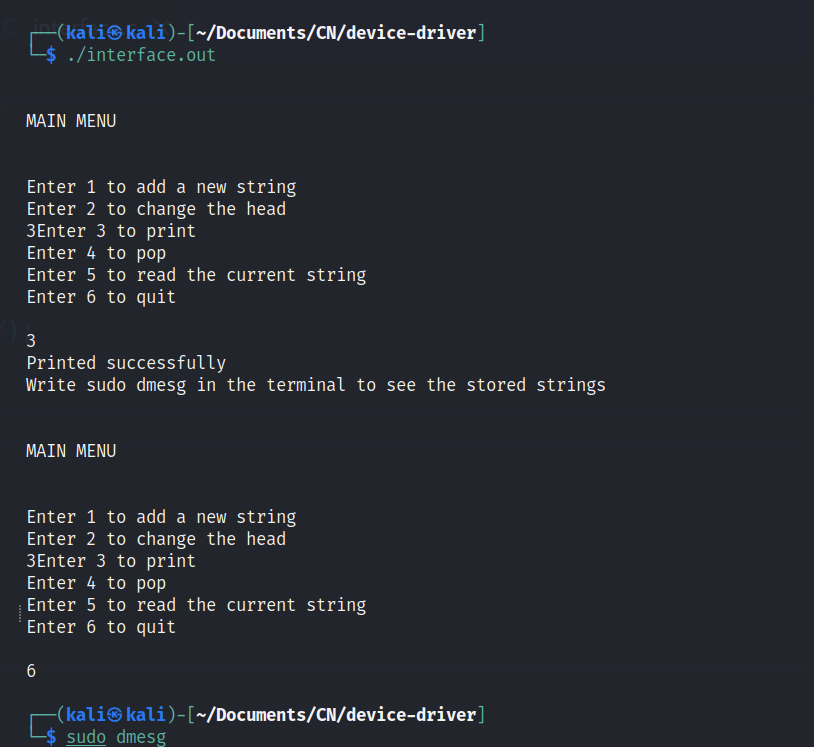 ┌──(kali㉿kali)-[~/Documents/CN/device-driver]
└─$ ./interface.out
MAIN MENU
Enter 1 to add a new string
Enter 2 to change the head
3Enter 3 to print
Enter 4 to pop
Enter 5 to read the current string
Enter 6 to quit
3
Printed successfully
Write sudo dmesg in the terminal to see the stored strings
MAIN MENU
Enter 1 to add a new string
Enter 2 to change the head
3Enter 3 to print
Enter 4 to pop
Enter 5 to read the current string
Enter 6 to quit
6
┌──(kali㉿kali)-[~/Documents/CN/device-driver]
└─$ sudo dmesg